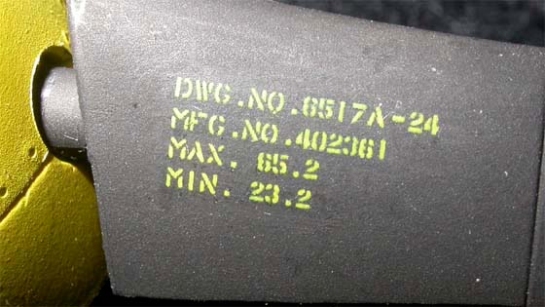 DWG.NO.6517A-24
MFG.NO.402361
MAX. 65.2
MIN. 23.2